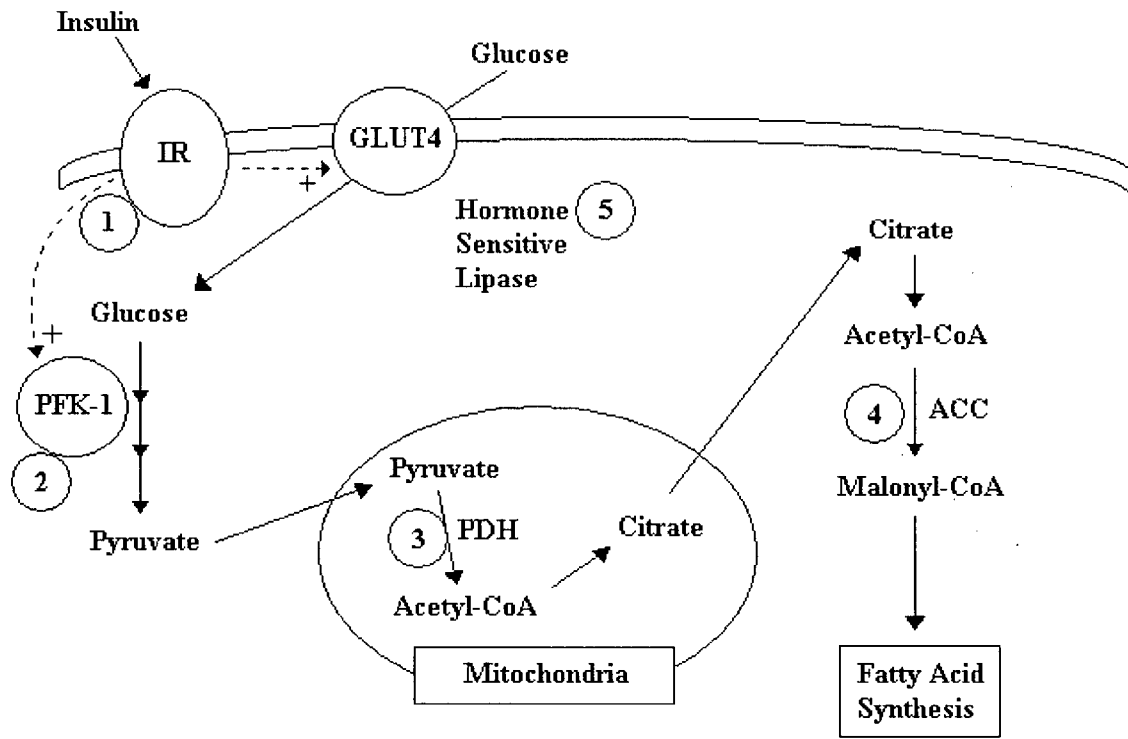 Insulin
Glucose
IR
GLUT4
+
1
Hormone
Sensitive
Lipase
5
Citrate
Glucose
+
Acetyl-CoA
PFK-1
4
ACC
2
Pyruvate
Malonyl-CoA
Pyruvate
3
PDH
Citrate
Acetyl-CoA
Mitochondria
Fatty Acid
Synthesis